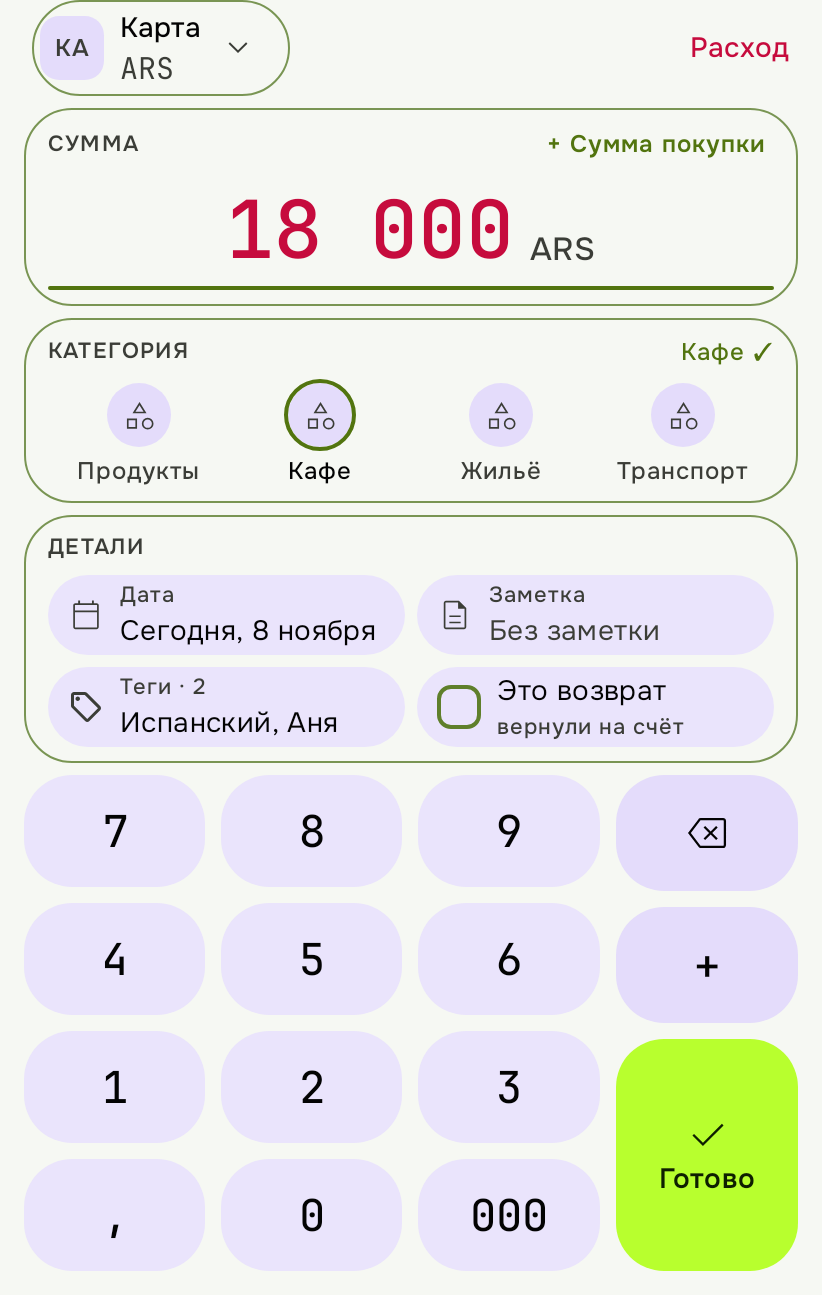 КА
Карта
ARS
Расход
СУММА
+ Сумма покупки
18 000 ARS
КАТЕГОРИЯ
Кафе ✓
Продукты
Кафе
Жильё
Транспорт
ДЕТАЛИ
Дата
Сегодня, 8 ноября
Заметка
Без заметки
Теги · 2
Испанский, Аня
Это возврат
вернули на счёт
7 8 9
4 5 6 +
1 2 3
Готово
, 0 000